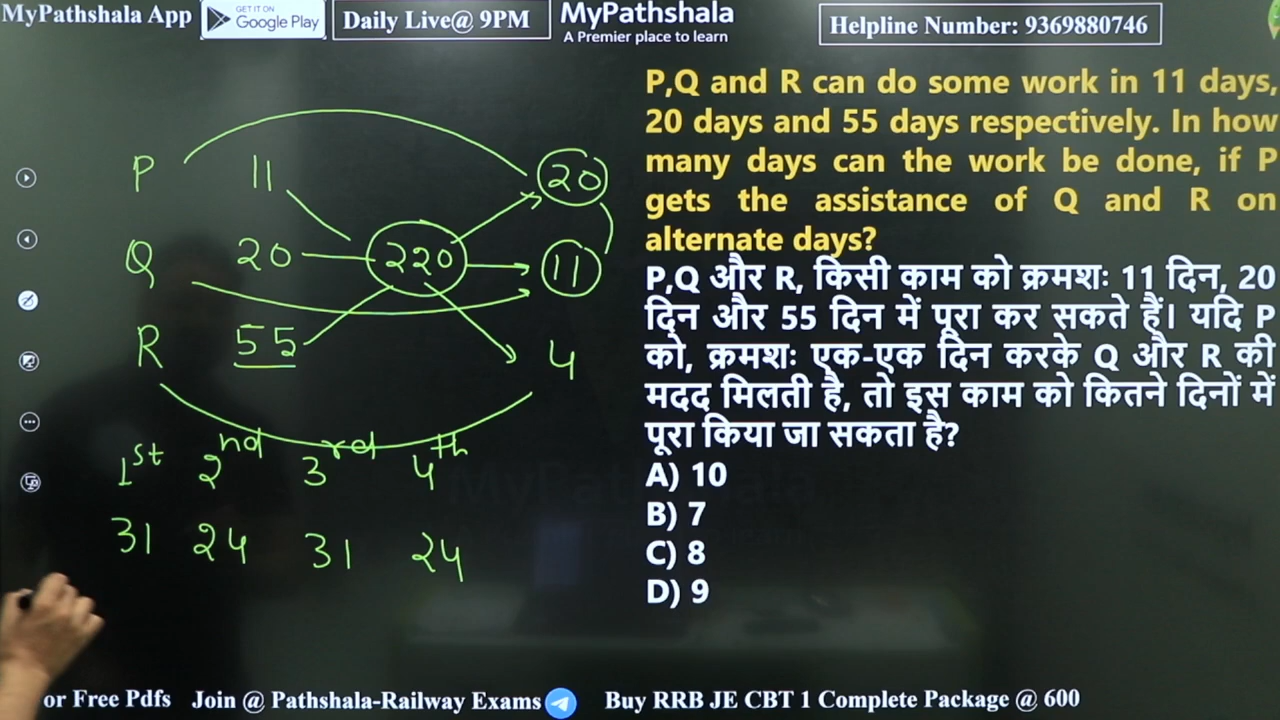 MyPathshala App
GET IT ON
Google Play
Daily Live@ 9PM
MyPathshala
A Premier place to learn
Helpline Number: 9369880746
P,Q and R can do some work in 11 days,
20 days and 55 days respectively. In how
many days can the work be done, if P
gets the assistance of Q and R on
alternate days?
P,Q और R, किसी काम को क्रमशः 11 दिन, 20
दिन और 55 दिन में पूरा कर सकते हैं। यदि P
को, क्रमशः एक-एक दिन करके Q और R की
मदद मिलती है, तो इस काम को कितने दिनों में
पूरा किया जा सकता है?
A) 10
B) 7
C) 8
D) 9
P 11 20
Q 20 220 11
R 55 4
1st 2nd 3rd 4th
31 24 31 24
MyPathshala
or Free Pdfs Join @ Pathshala-Railway Exams
Buy RRB JE CBT 1 Complete Package @ 600